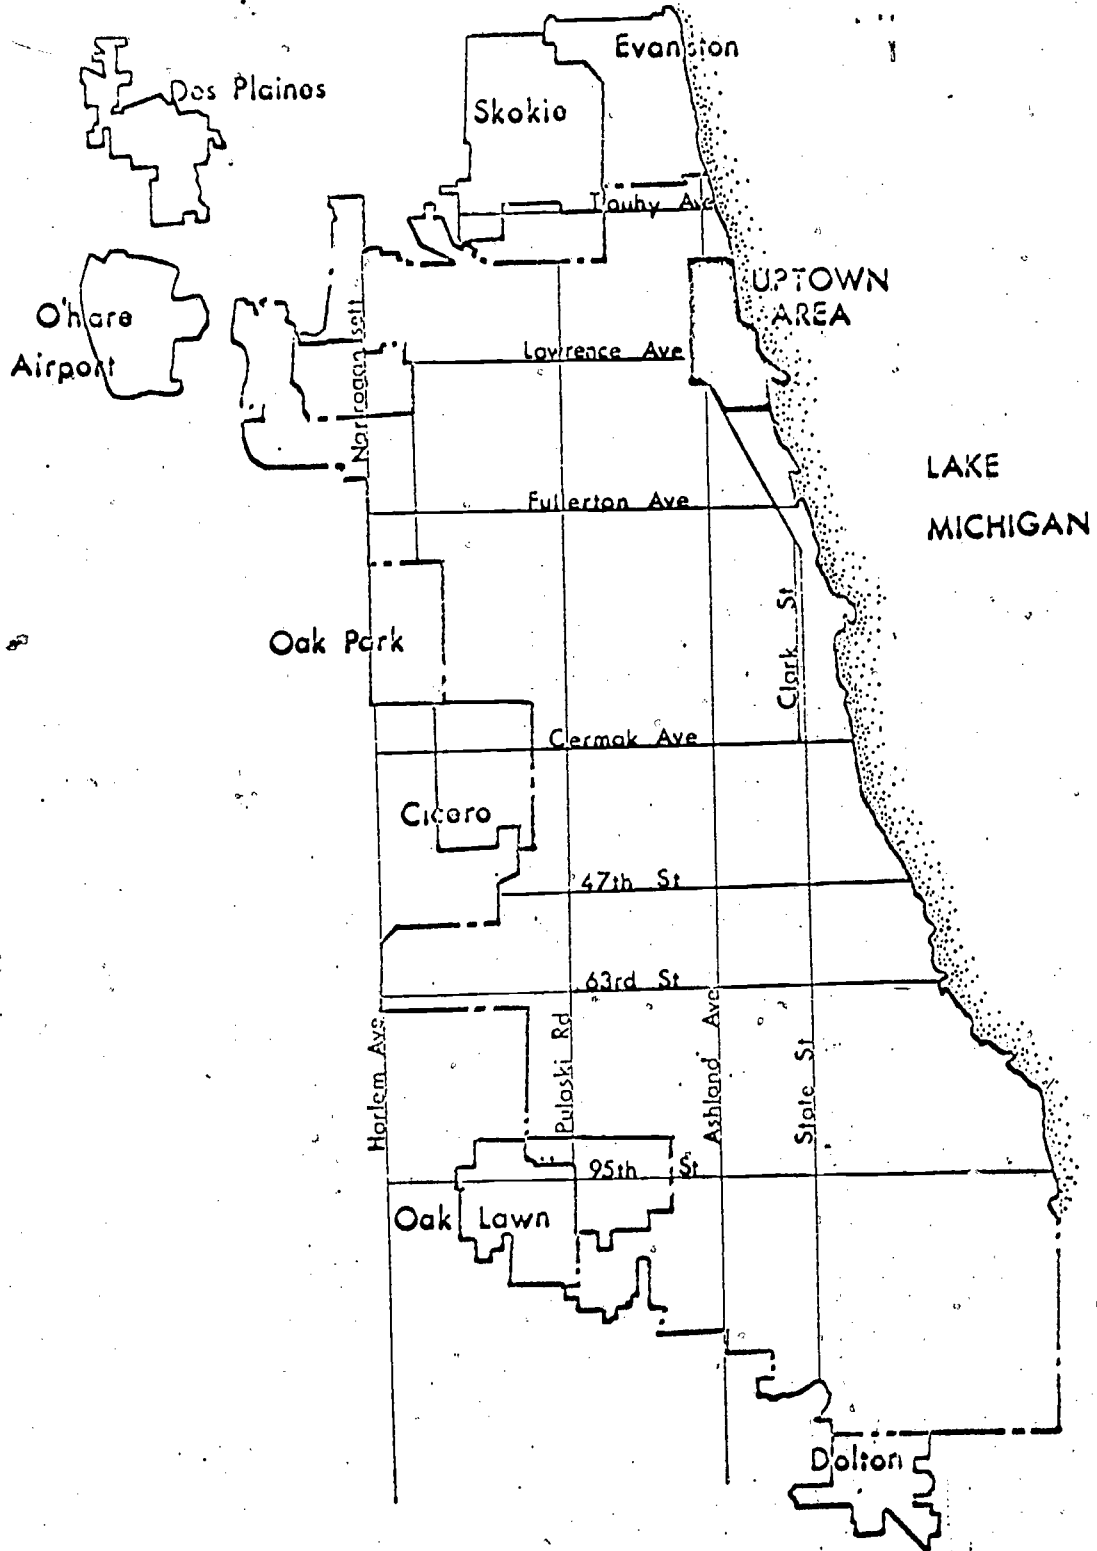 Evanston
Des Plaines
Skokie
Touhy Ave
UPTOWN
AREA
O'hare
Airport
Narragansett
Lawrence Ave
LAKE
MICHIGAN
Fullerton Ave
Oak Park
Clark St
Cermak Ave
Cicero
47th St
63rd St
Harlem Ave
Pulaski Rd
Ashland Ave
State St
95th St
Oak Lawn
Dolton